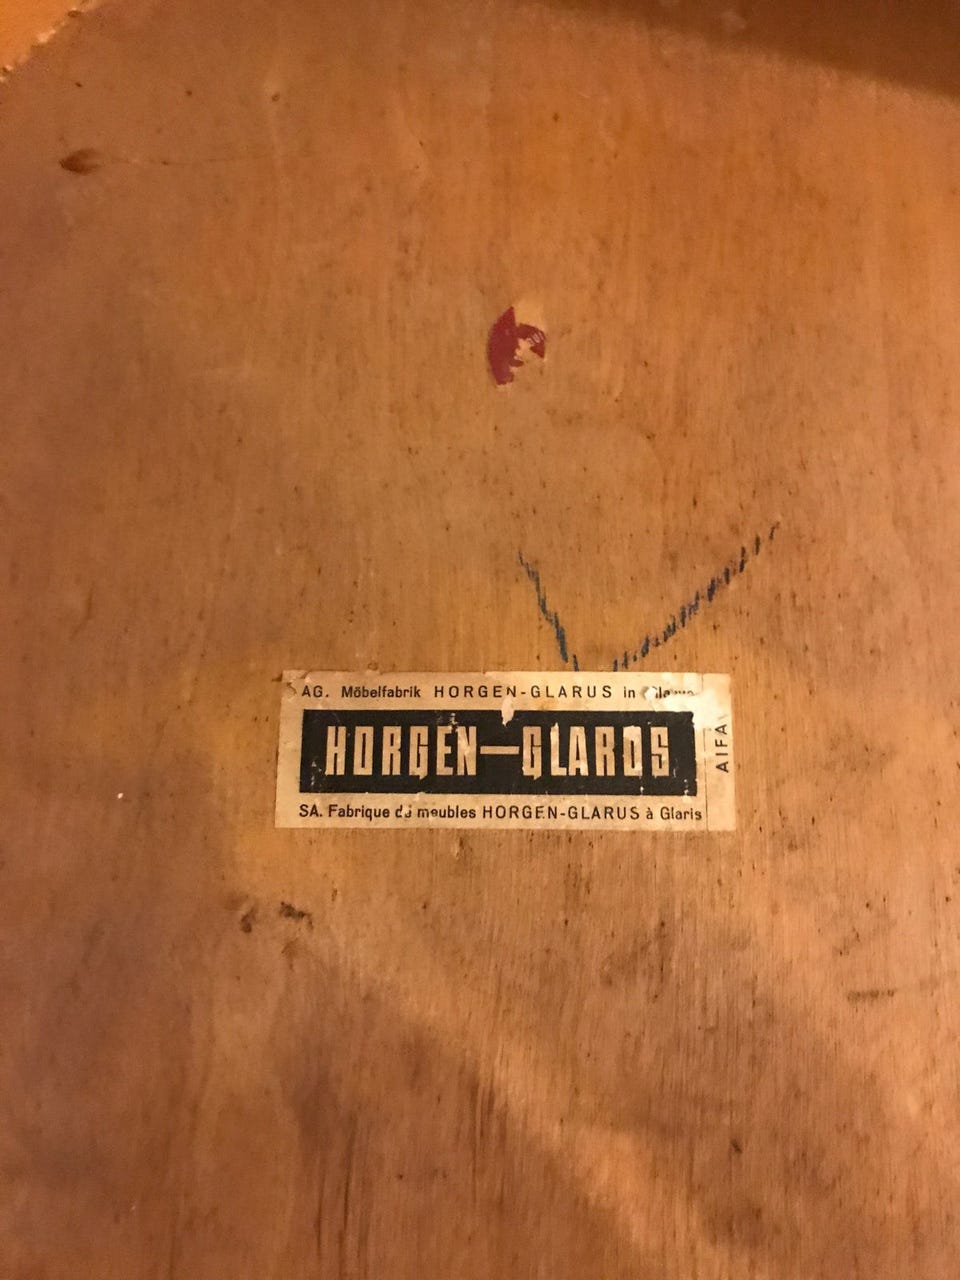 AG. Möbelfabrik HORGEN-GLARUS in
HORGEN—GLARUS
SA. Fabrique de meubles HORGEN-GLARUS à Glaris
AIFA